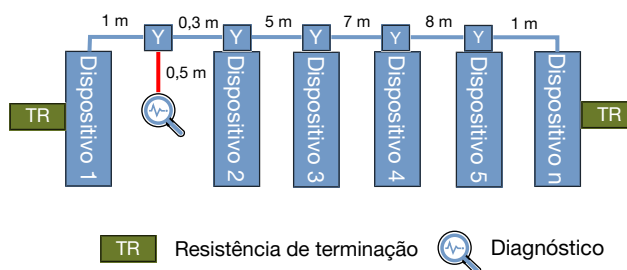 1 m 0,3 m 5 m 7 m 8 m 1 m
Y Y Y Y Y
0,5 m
TR Dispositivo 1 Dispositivo 2 Dispositivo 3 Dispositivo 4 Dispositivo 5 Dispositivo n TR
TR Resistência de terminação Diagnóstico